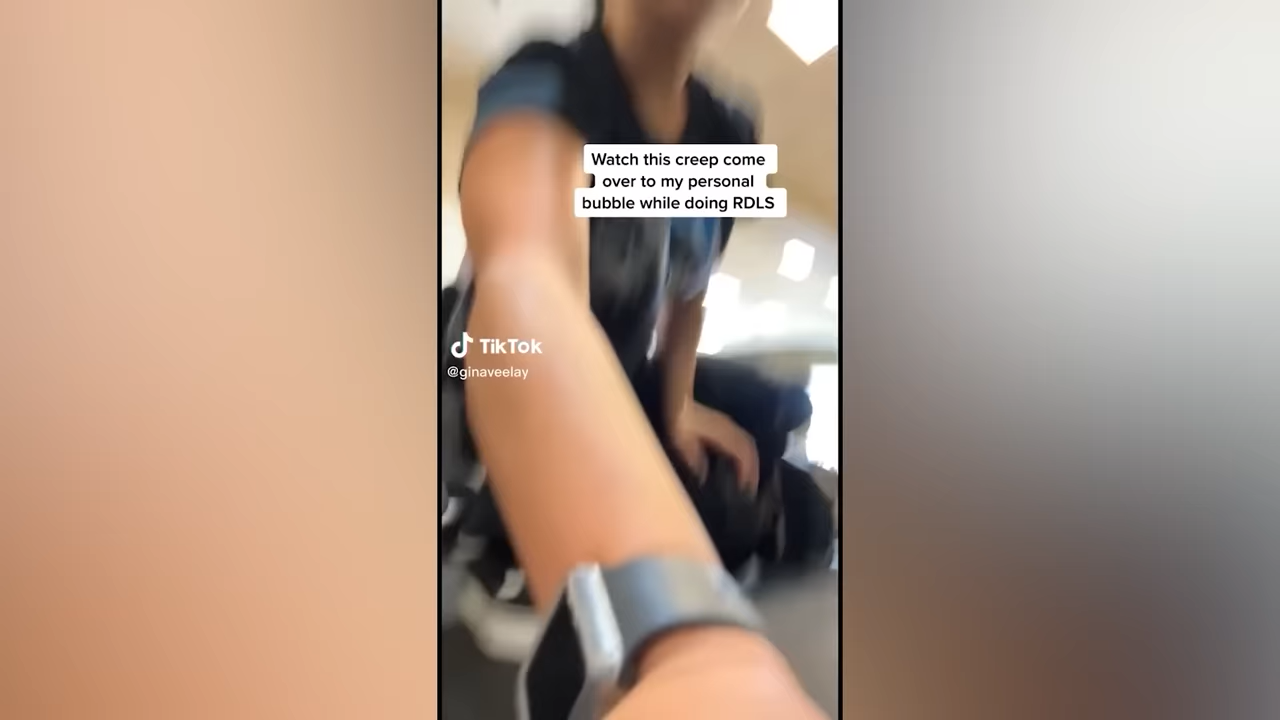 Watch this creep come
over to my personal
bubble while doing RDLS
TikTok
@ginaveelay